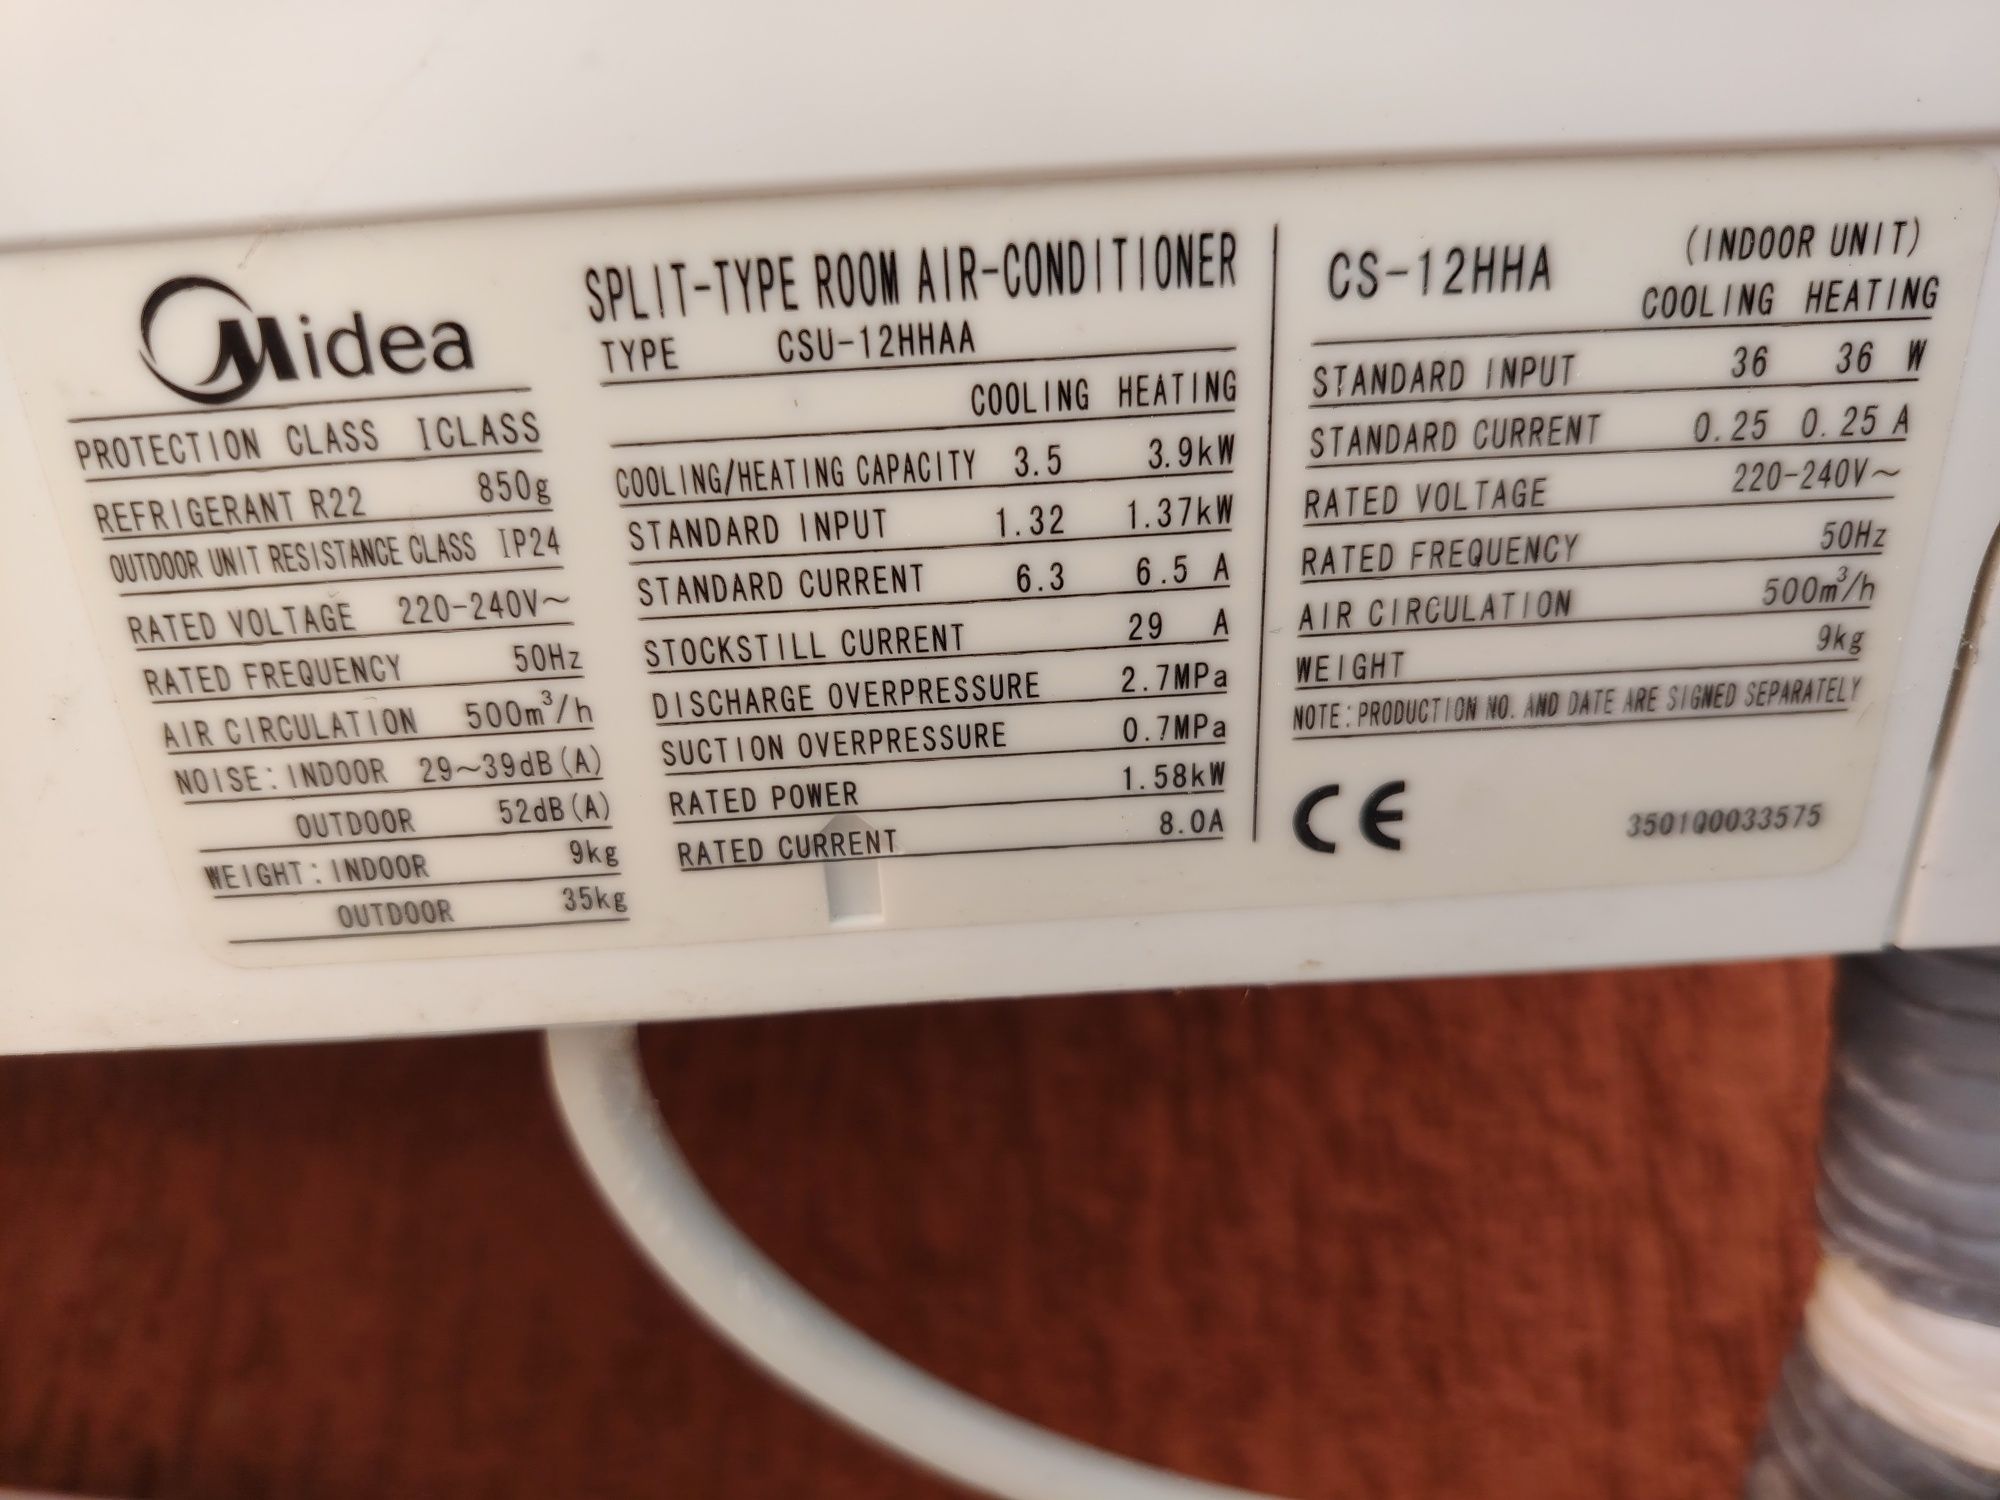 Midea
PROTECTION CLASS ICLASS
REFRIGERANT R22 850g
OUTDOOR UNIT RESISTANCE CLASS IP24
RATED VOLTAGE 220-240V~
RATED FREQUENCY 50Hz
AIR CIRCULATION 500m³/h
NOISE: INDOOR 29~39dB(A)
OUTDOOR 52dB(A)
WEIGHT: INDOOR 9kg
OUTDOOR 35kg
SPLIT-TYPE ROOM AIR-CONDITIONER
TYPE CSU-12HHAA
COOLING HEATING
COOLING/HEATING CAPACITY 3.5 3.9kW
STANDARD INPUT 1.32 1.37kW
STANDARD CURRENT 6.3 6.5 A
STOCKSTILL CURRENT 29 A
DISCHARGE OVERPRESSURE 2.7MPa
SUCTION OVERPRESSURE 0.7MPa
RATED POWER 1.58kW
RATED CURRENT 8.0A
CS-12HHA (INDOOR UNIT)
COOLING HEATING
STANDARD INPUT 36 36 W
STANDARD CURRENT 0.25 0.25 A
RATED VOLTAGE 220-240V~
RATED FREQUENCY 50Hz
AIR CIRCULATION 500m³/h
WEIGHT 9kg
NOTE: PRODUCTION NO. AND DATE ARE SIGNED SEPARATELY
CE 3501Q0033575